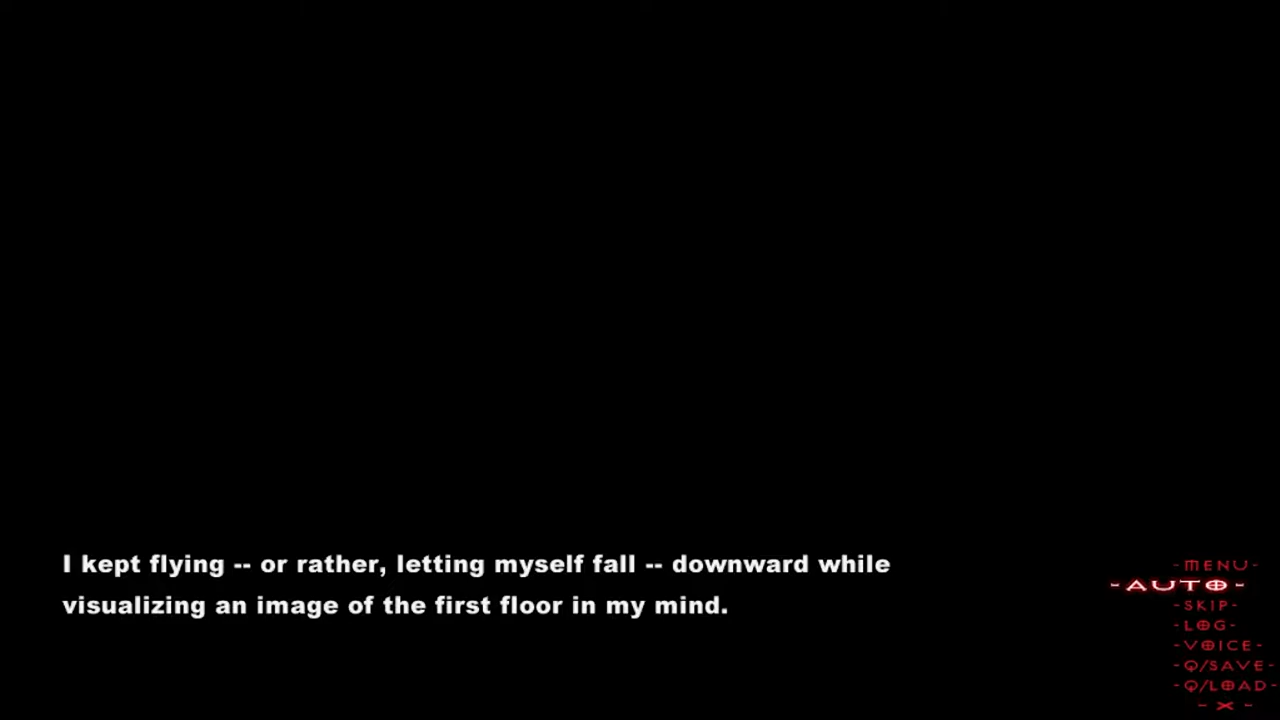 I kept flying -- or rather, letting myself fall -- downward while
visualizing an image of the first floor in my mind.
-MENU-
-AUTO-
-SKIP-
-LOG-
-VOICE-
-Q/SAVE-
-Q/LOAD-
-X-